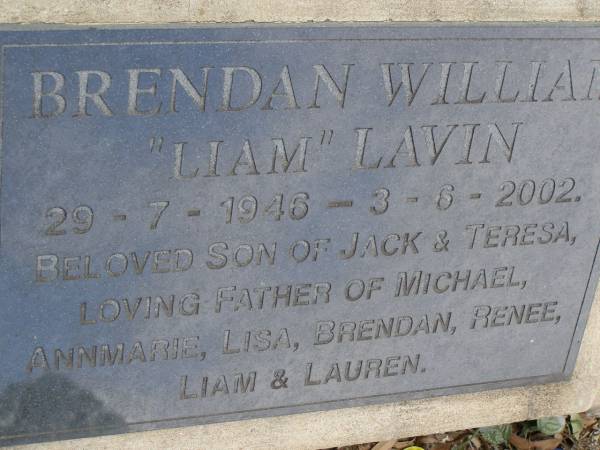 BRENDAN WILLIAM
"LIAM" LAVIN
29 - 7 - 1946 - 3 - 6 - 2002.
BELOVED SON OF JACK & TERESA,
LOVING FATHER OF MICHAEL,
ANNMARIE, LISA, BRENDAN, RENEE,
LIAM & LAUREN.